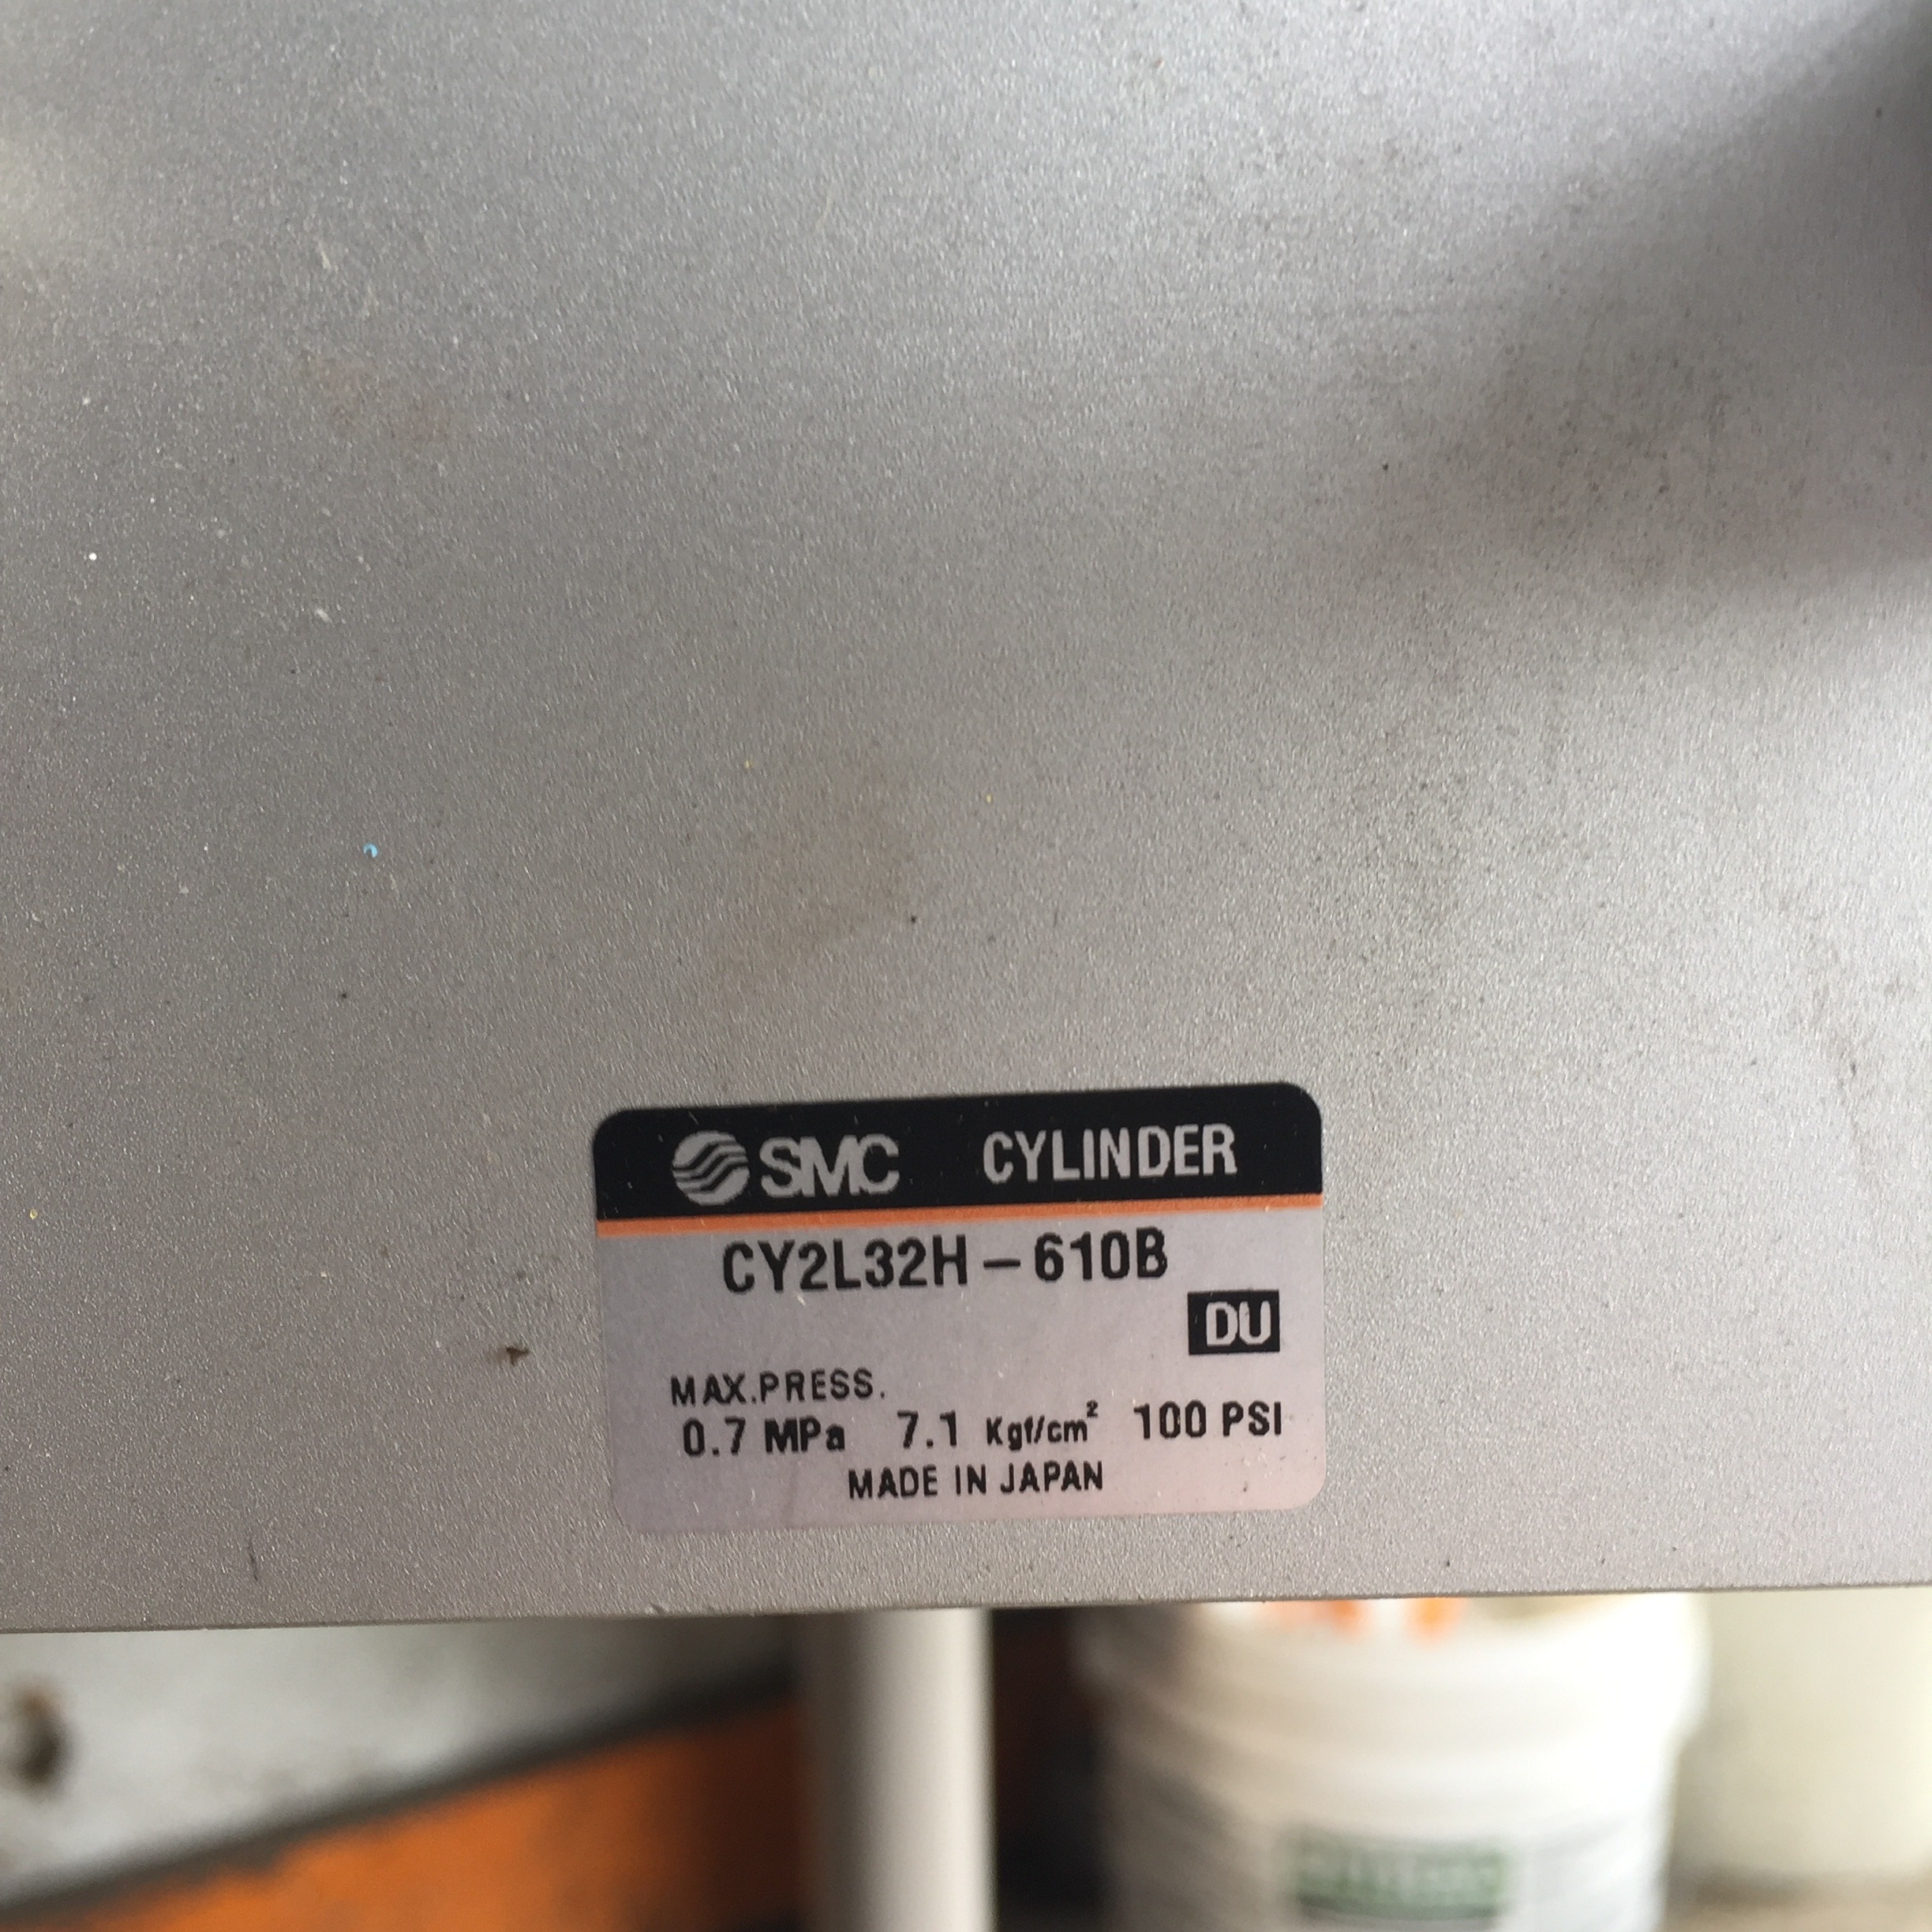 SMC CYLINDER
CY2L32H-610B
DU
MAX.PRESS.
0.7 MPa 7.1 Kgf/cm² 100 PSI
MADE IN JAPAN